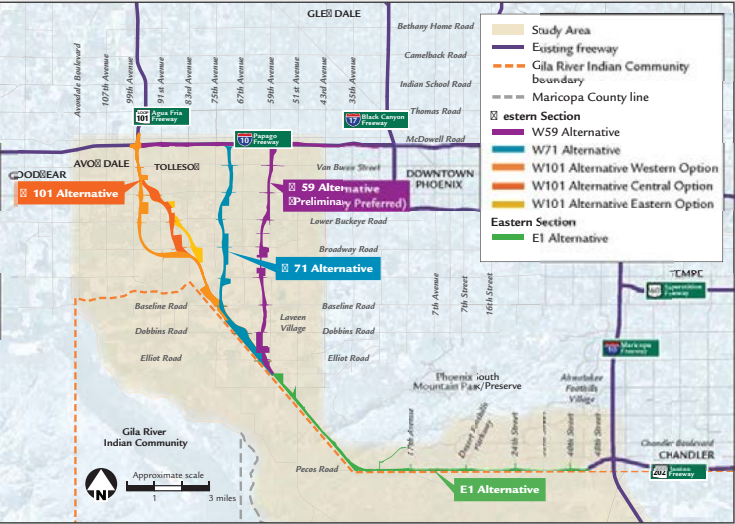 GLE DALE
Bethany Home Road
Camelback Road
Indian School Road
Thomas Road
McDowell Road
Avondale Boulevard
107th Avenue
99th Avenue
91st Avenue
83rd Avenue
75th Avenue
67th Avenue
59th Avenue
51st Avenue
43rd Avenue
35th Avenue
LOOP 101 Agua Fria Freeway
17 Black Canyon Freeway
10 Papago Freeway
AVO DALE
TOLLESO
GOOD EAR
Van Buren Street
DOWNTOWN
PHOENIX
101 Alternative
59 Alternative
(Preliminary Preferred)
Lower Buckeye Road
Broadway Road
71 Alternative
Baseline Road
Dobbins Road
Elliot Road
Laveen
Village
Baseline Road
Dobbins Road
Elliot Road
7th Avenue
7th Street
16th Street
TEMPE
Superstition Freeway
10 Maricopa Freeway
Phoenix South
Mountain Park/Preserve
Ahwatukee
Foothills
Village
17th Avenue
Desert Foothills
Parkway
24th Street
40th Street
48th Street
Chandler Boulevard
CHANDLER
202 Santan Freeway
Gila River
Indian Community
Pecos Road
E1 Alternative
N
Approximate scale
1 3 miles
Study Area
Existing freeway
Gila River Indian Community
boundary
Maricopa County line
estern Section
W59 Alternative
W71 Alternative
W101 Alternative Western Option
W101 Alternative Central Option
W101 Alternative Eastern Option
Eastern Section
E1 Alternative